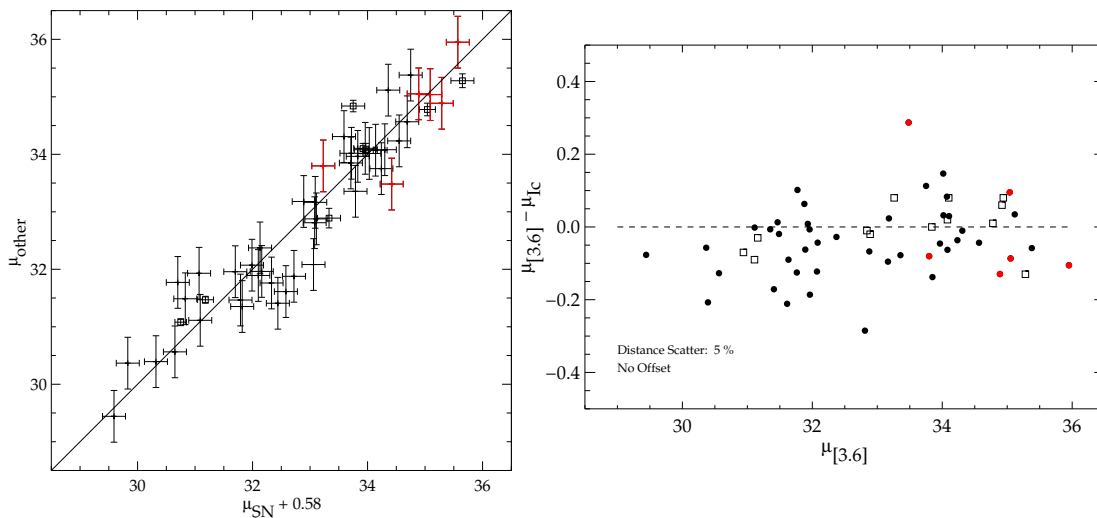 36
34
32
30
μother
30
32
34
36
μSN + 0.58
0.4
0.2
0.0
−0.2
−0.4
μ[3.6] − μIc
Distance Scatter: 5 %
No Offset
30
32
34
36
μ[3.6]